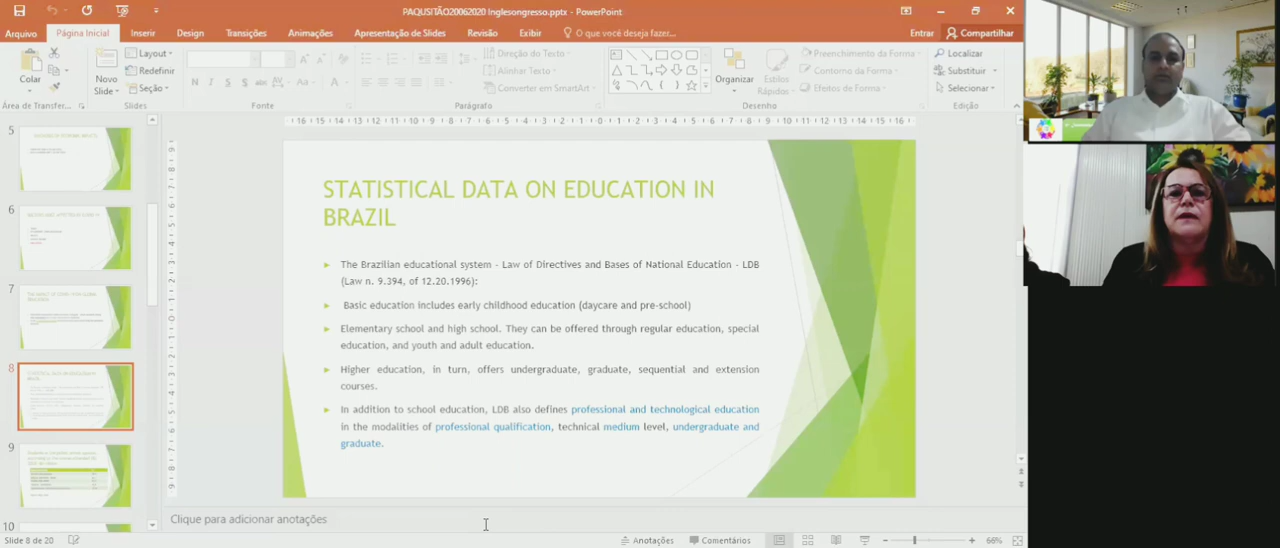 PAQUSITÃO20062020 Inglesongresso.pptx - PowerPoint
Arquivo Página Inicial Inserir Design Transições Animações Apresentação de Slides Revisão Exibir O que você deseja fazer... Entrar Compartilhar
Colar
Novo Slide
Layout
Redefinir
Seção
N I S
Aa
Direção do Texto
Alinhar Texto
Converter em SmartArt
Organizar
Estilos Rápidos
Preenchimento da Forma
Contorno da Forma
Efeitos de Forma
Localizar
Substituir
Selecionar
Área de Transfer... Slides Fonte Parágrafo Desenho Edição
5
6
7
8
9
10
STATISTICAL DATA ON EDUCATION IN
BRAZIL
The Brazilian educational system - Law of Directives and Bases of National Education - LDB
(Law n. 9.394, of 12.20.1996):
Basic education includes early childhood education (daycare and pre-school)
Elementary school and high school. They can be offered through regular education, special
education, and youth and adult education.
Higher education, in turn, offers undergraduate, graduate, sequential and extension
courses.
In addition to school education, LDB also defines professional and technological education
in the modalities of professional qualification, technical medium level, undergraduate and
graduate.
Clique para adicionar anotações
Slide 8 de 20 Anotações Comentários 66%